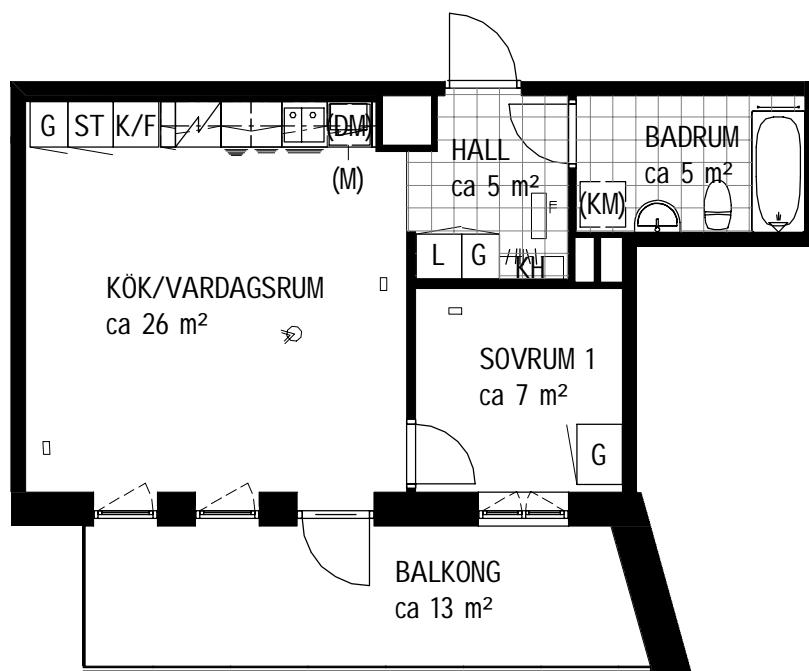 G ST K/F (DM)
(M)
HALL
ca 5 m²
BADRUM
ca 5 m²
(KM)
L G KH
KÖK/VARDAGSRUM
ca 26 m²
SOVRUM 1
ca 7 m²
G
BALKONG
ca 13 m²